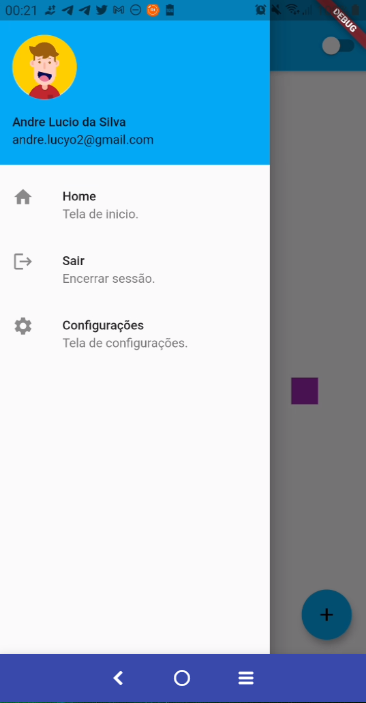 00:21
DEBUG
Andre Lucio da Silva
andre.lucyo2@gmail.com
Home
Tela de inicio.
Sair
Encerrar sessão.
Configurações
Tela de configurações.
+